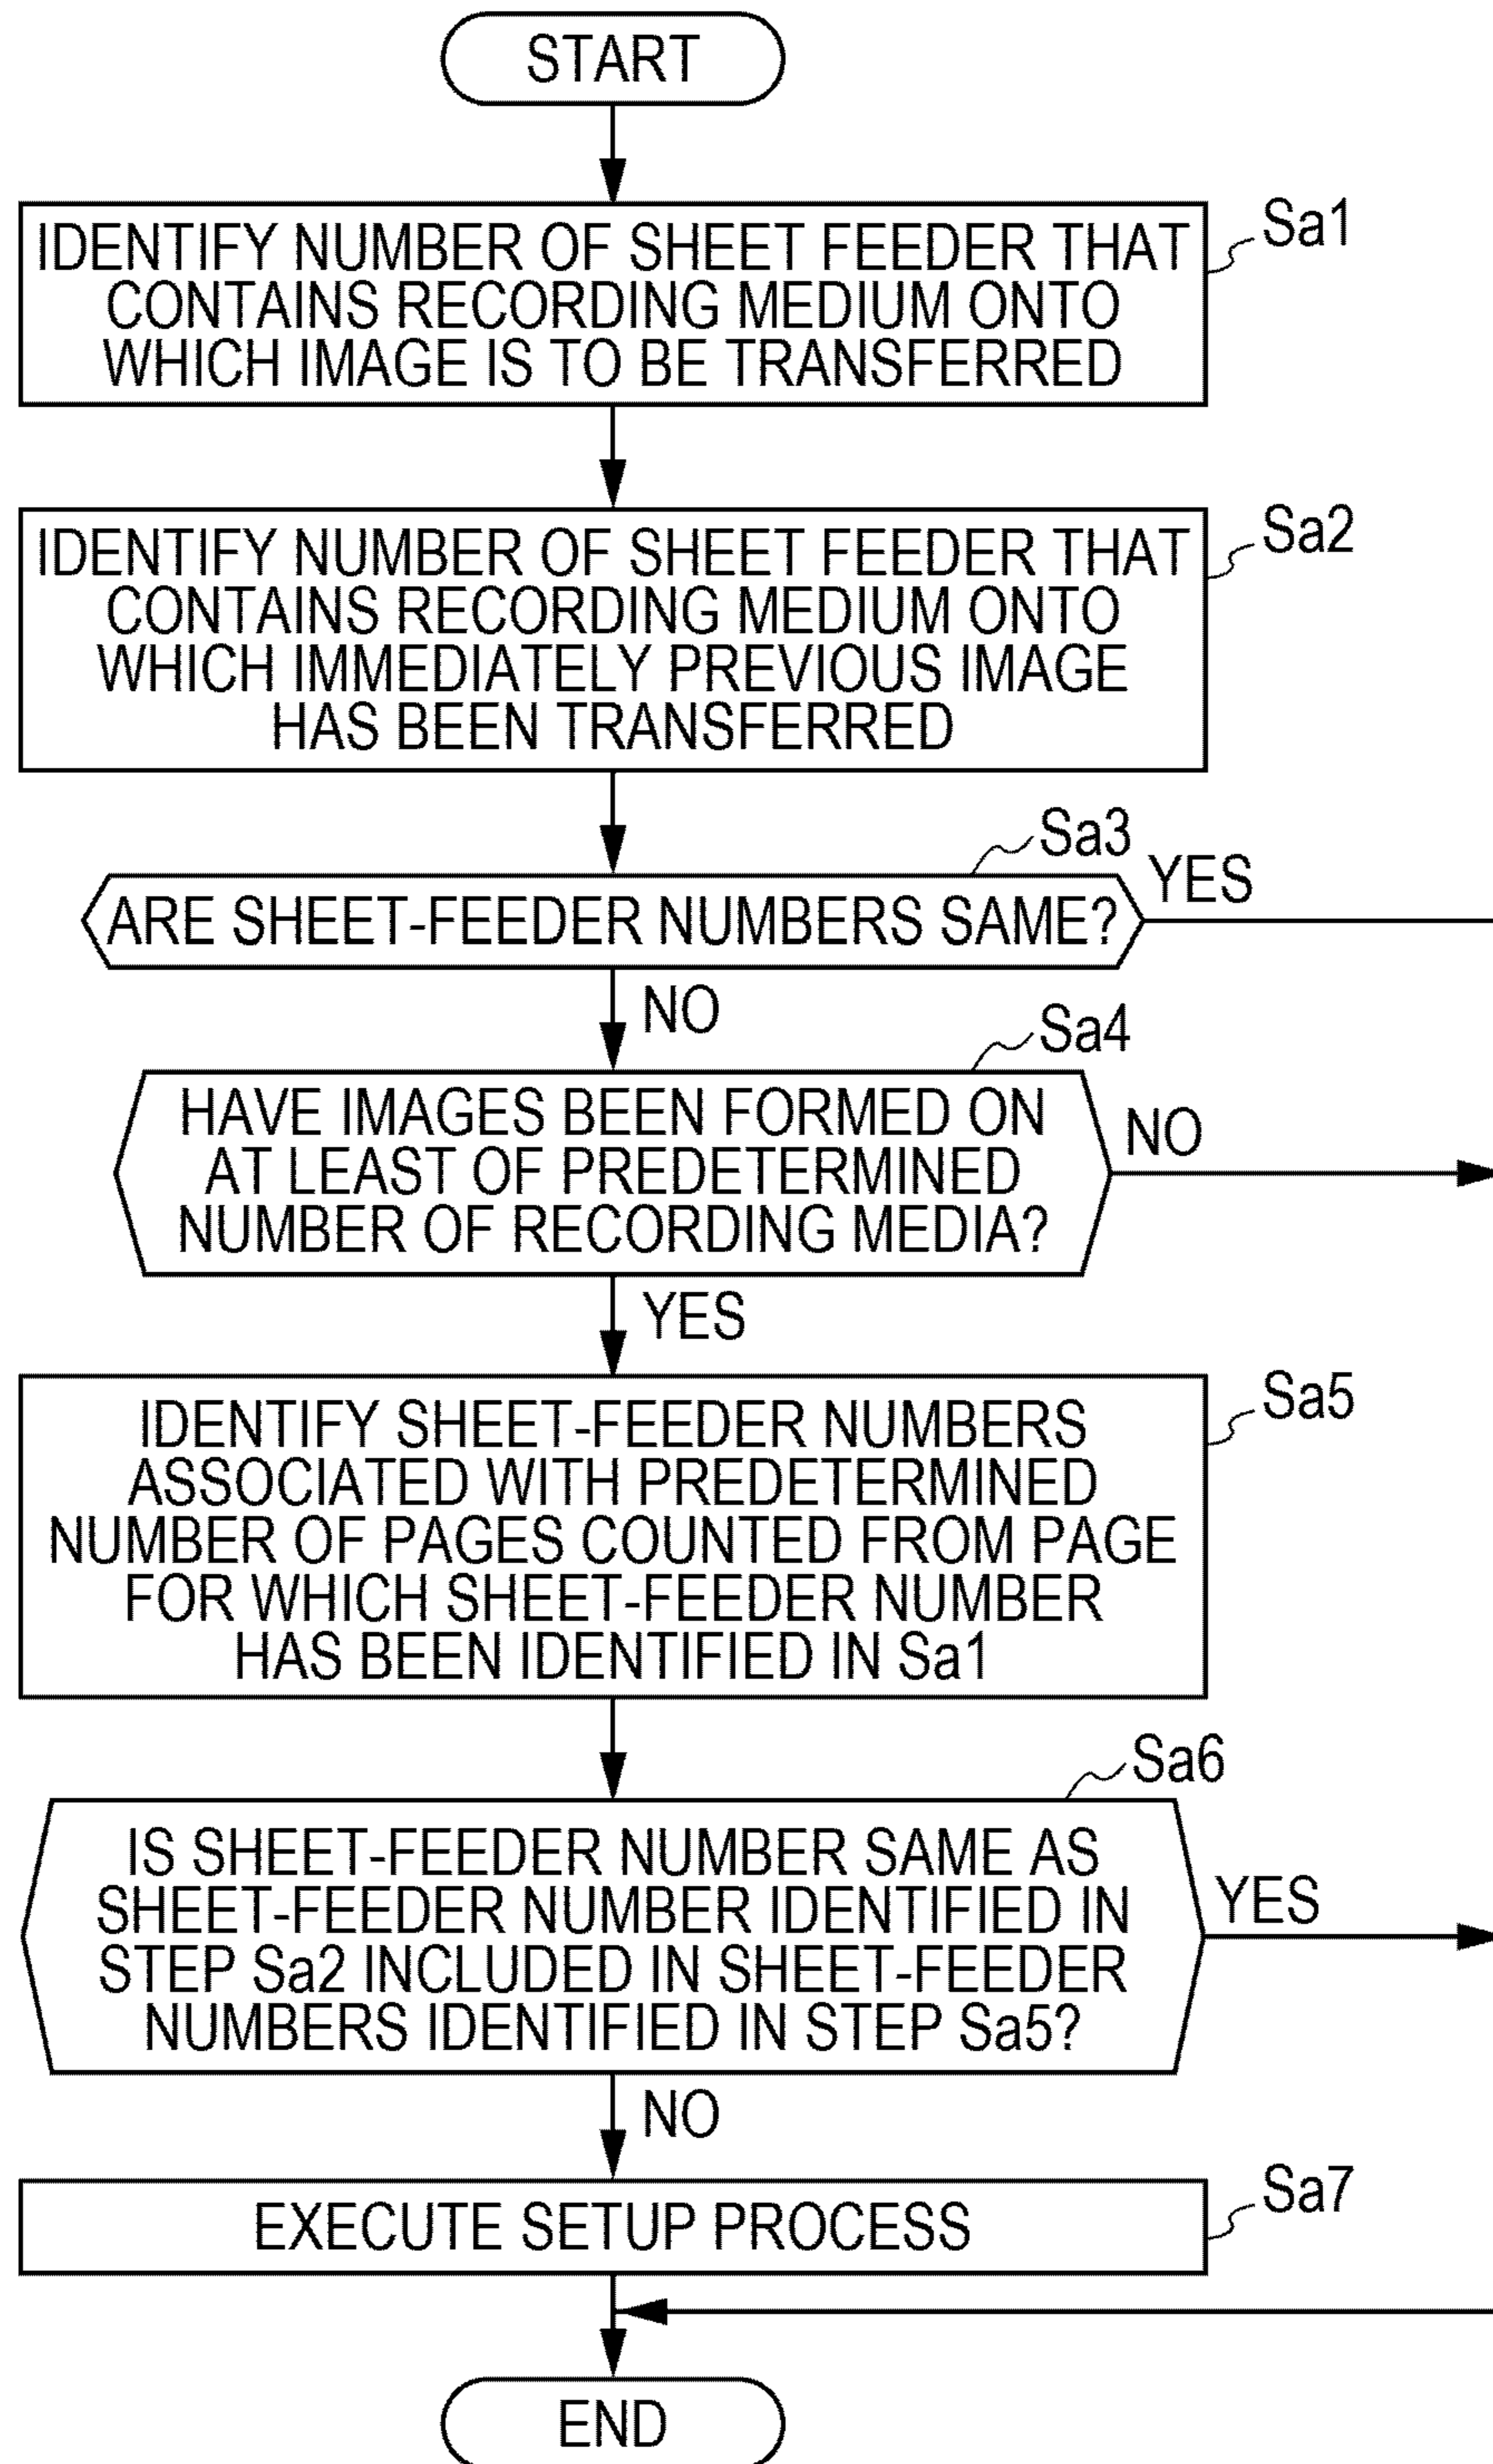 START
IDENTIFY NUMBER OF SHEET FEEDER THAT
CONTAINS RECORDING MEDIUM ONTO
WHICH IMAGE IS TO BE TRANSFERRED
Sa1
IDENTIFY NUMBER OF SHEET FEEDER THAT
CONTAINS RECORDING MEDIUM ONTO
WHICH IMMEDIATELY PREVIOUS IMAGE
HAS BEEN TRANSFERRED
Sa2
Sa3
ARE SHEET-FEEDER NUMBERS SAME?
YES
NO
Sa4
HAVE IMAGES BEEN FORMED ON
AT LEAST OF PREDETERMINED
NUMBER OF RECORDING MEDIA?
NO
YES
IDENTIFY SHEET-FEEDER NUMBERS
ASSOCIATED WITH PREDETERMINED
NUMBER OF PAGES COUNTED FROM PAGE
FOR WHICH SHEET-FEEDER NUMBER
HAS BEEN IDENTIFIED IN Sa1
Sa5
Sa6
IS SHEET-FEEDER NUMBER SAME AS
SHEET-FEEDER NUMBER IDENTIFIED IN
STEP Sa2 INCLUDED IN SHEET-FEEDER
NUMBERS IDENTIFIED IN STEP Sa5?
YES
NO
EXECUTE SETUP PROCESS
Sa7
END